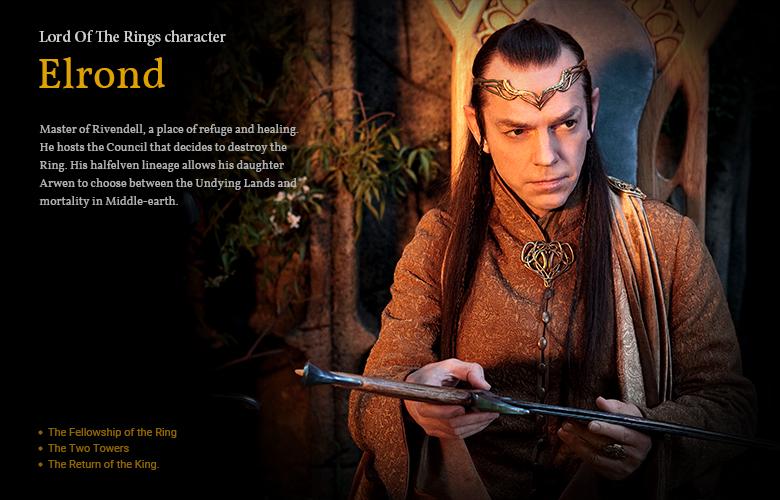 Lord Of The Rings character
Elrond
Master of Rivendell, a place of refuge and healing.
He hosts the Council that decides to destroy the
Ring. His halfelven lineage allows his daughter
Arwen to choose between the Undying Lands and
mortality in Middle-earth.
• The Fellowship of the Ring
• The Two Towers
• The Return of the King.